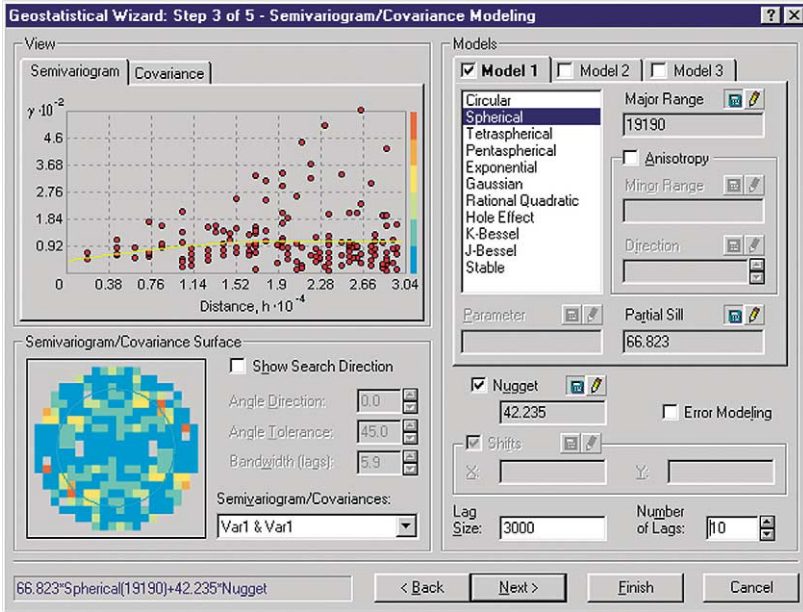 Geostatistical Wizard: Step 3 of 5 - Semivariogram/Covariance Modeling
View
Semivariogram Covariance
γ·10⁻²
4.6
3.68
2.76
1.84
0.92
0 0.38 0.76 1.14 1.52 1.9 2.28 2.66 3.04
Distance, h·10⁻⁴
Semivariogram/Covariance Surface
Show Search Direction
Angle Direction: 0.0
Angle Tolerance: 45.0
Bandwidth (lags): 5.9
Semivariogram/Covariances:
Var1 & Var1
Models
Model 1 Model 2 Model 3
Circular
Spherical
Tetraspherical
Pentaspherical
Exponential
Gaussian
Rational Quadratic
Hole Effect
K-Bessel
J-Bessel
Stable
Major Range
19190
Anisotropy
Minor Range
Direction
Parameter
Partial Sill
66.823
Nugget
42.235
Error Modeling
Shifts
X: Y:
Lag Size: 3000
Number of Lags: 10
66.823*Spherical(19190)+42.235*Nugget
< Back Next > Finish Cancel